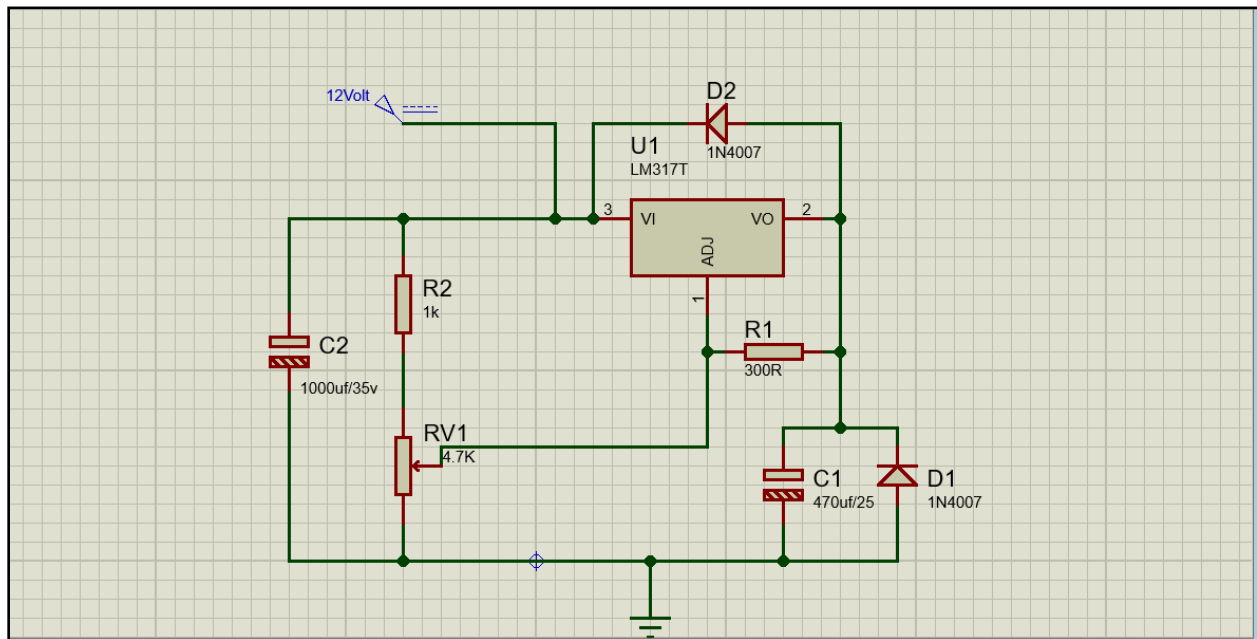 12Volt
D2
1N4007
U1
LM317T
3
VI
VO
2
ADJ
1
R2
1k
R1
300R
C2
1000uf/35v
RV1
4.7K
C1
470uf/25
D1
1N4007